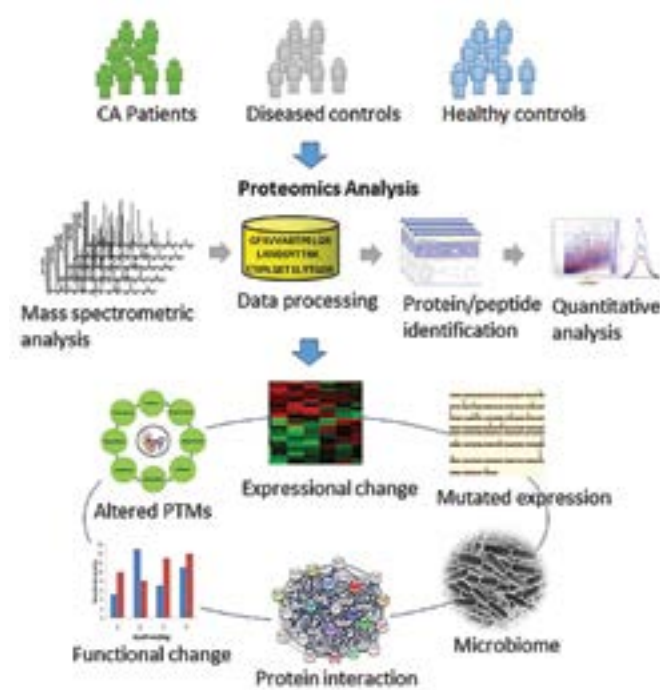 CA Patients
Diseased controls
Healthy controls
Proteomics Analysis
Mass spectrometric
analysis
Data processing
Protein/peptide
identification
Quantitative
analysis
Altered PTMs
Expressional change
Mutated expression
Functional change
Protein interaction
Microbiome